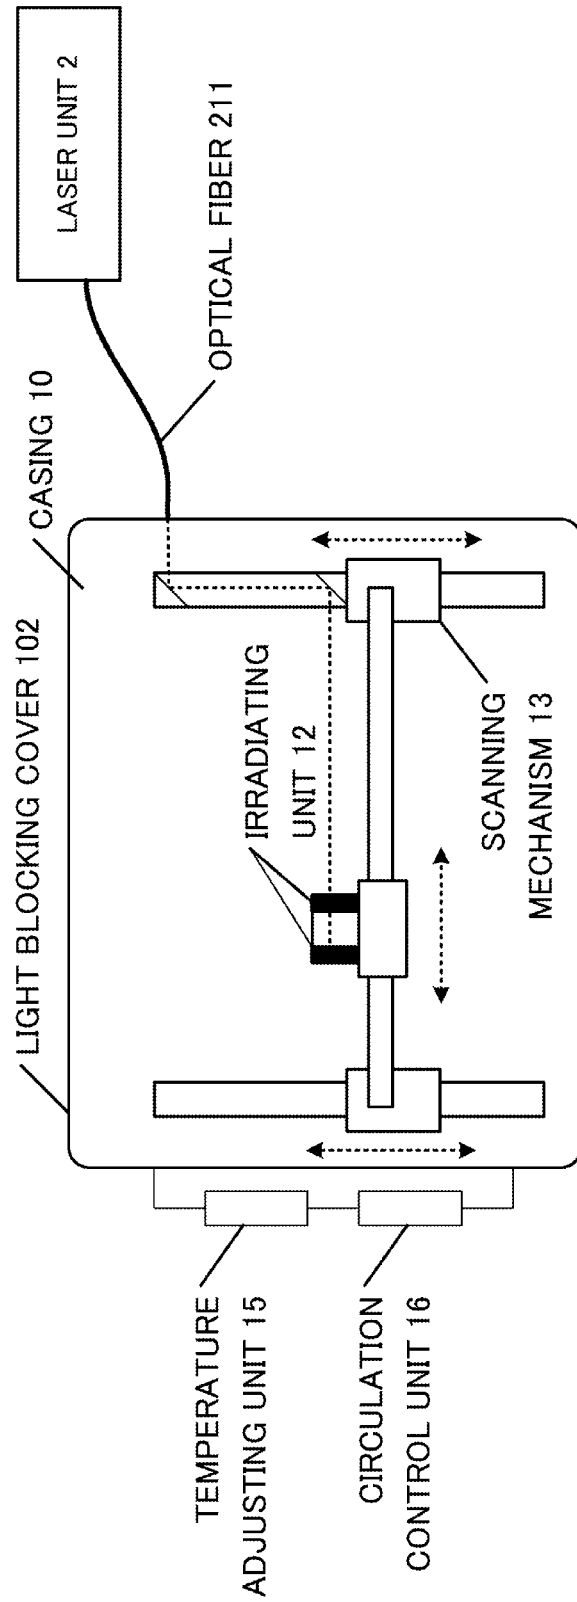 LIGHT BLOCKING COVER 102
CASING 10
LASER UNIT 2
OPTICAL FIBER 211
IRRADIATING
UNIT 12
SCANNING
MECHANISM 13
TEMPERATURE
ADJUSTING UNIT 15
CIRCULATION
CONTROL UNIT 16